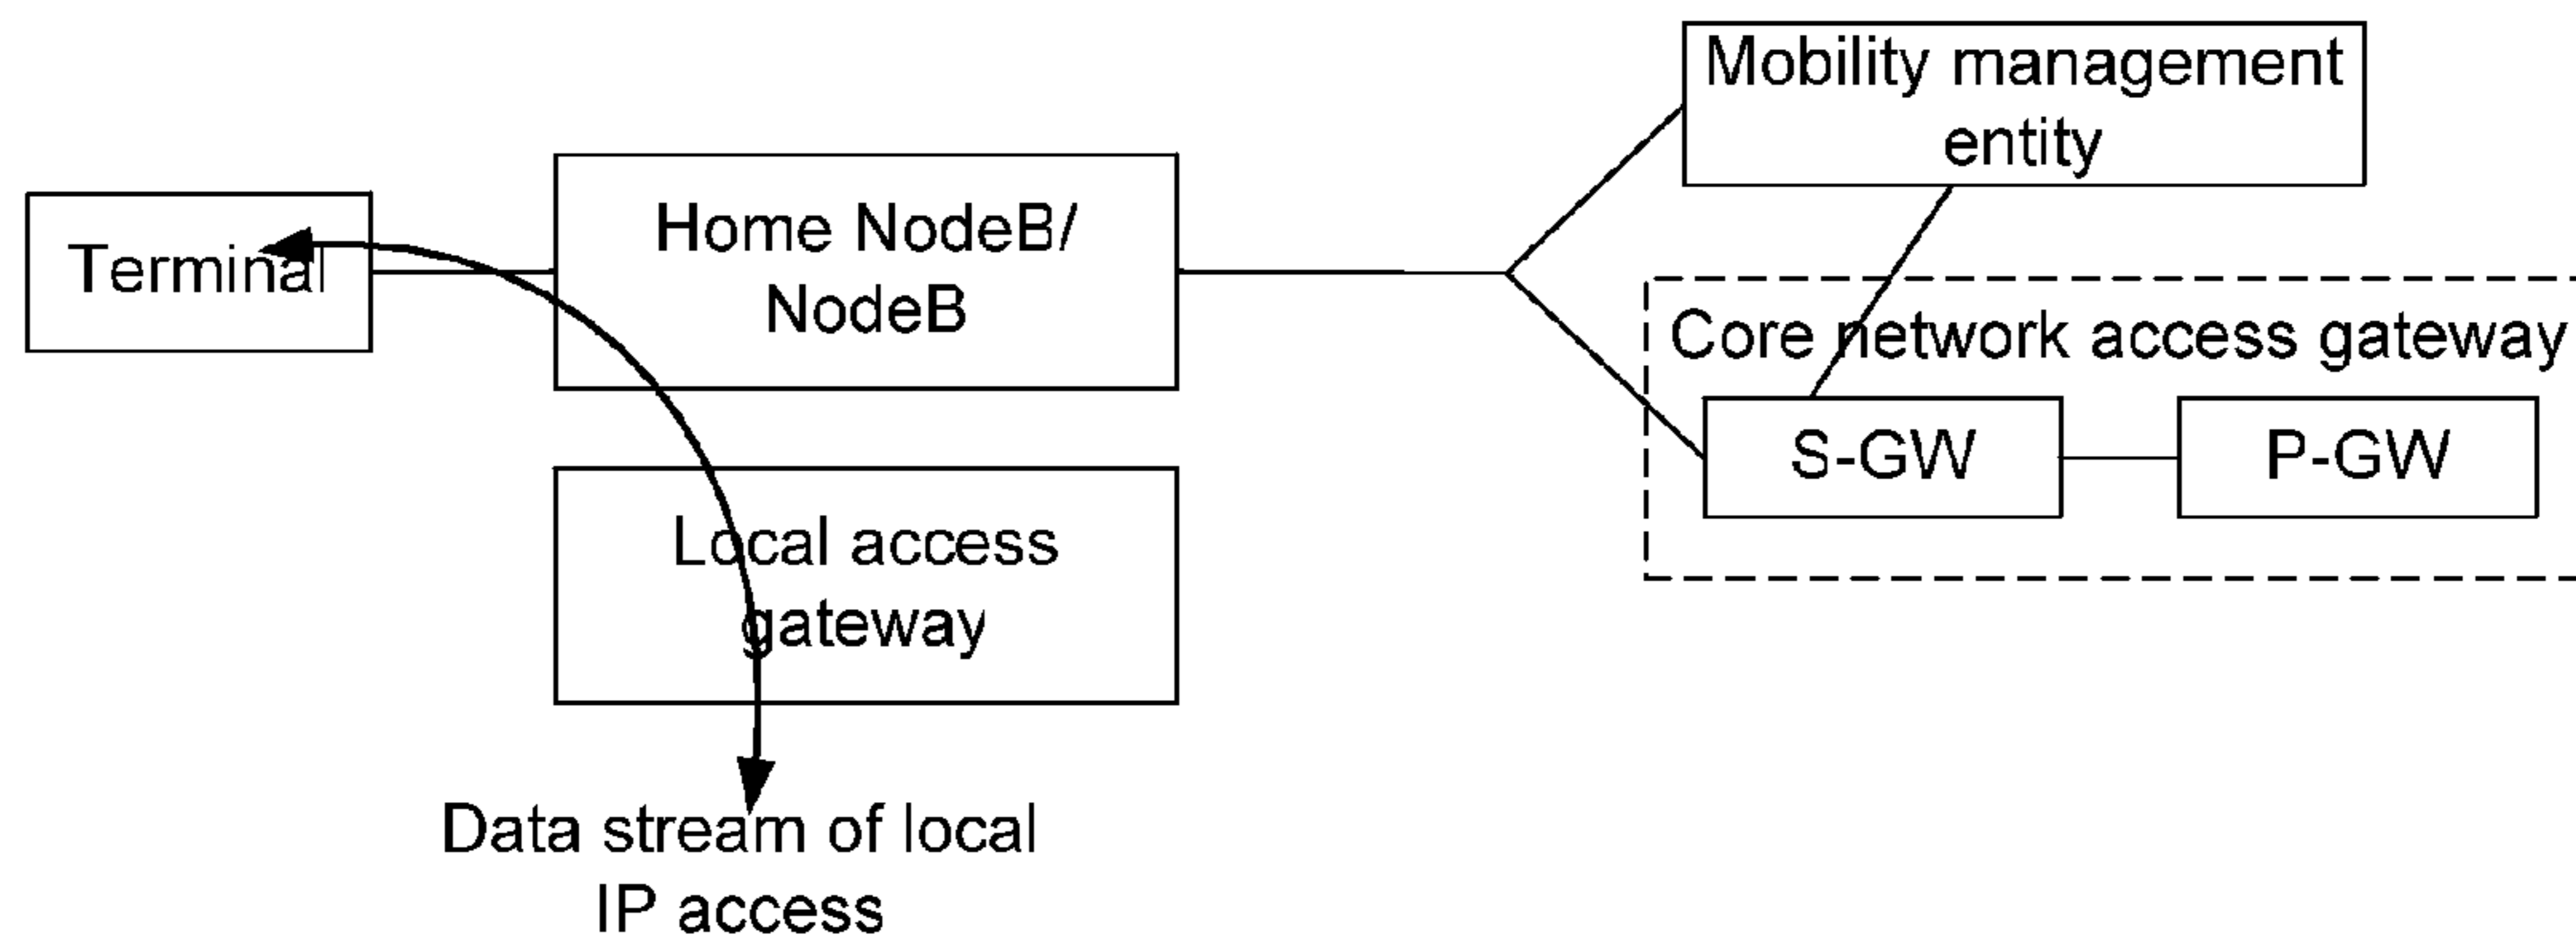 Mobility management
entity
Terminal
Home NodeB/
NodeB
Core network access gateway
S-GW
P-GW
Local access
gateway
Data stream of local
IP access